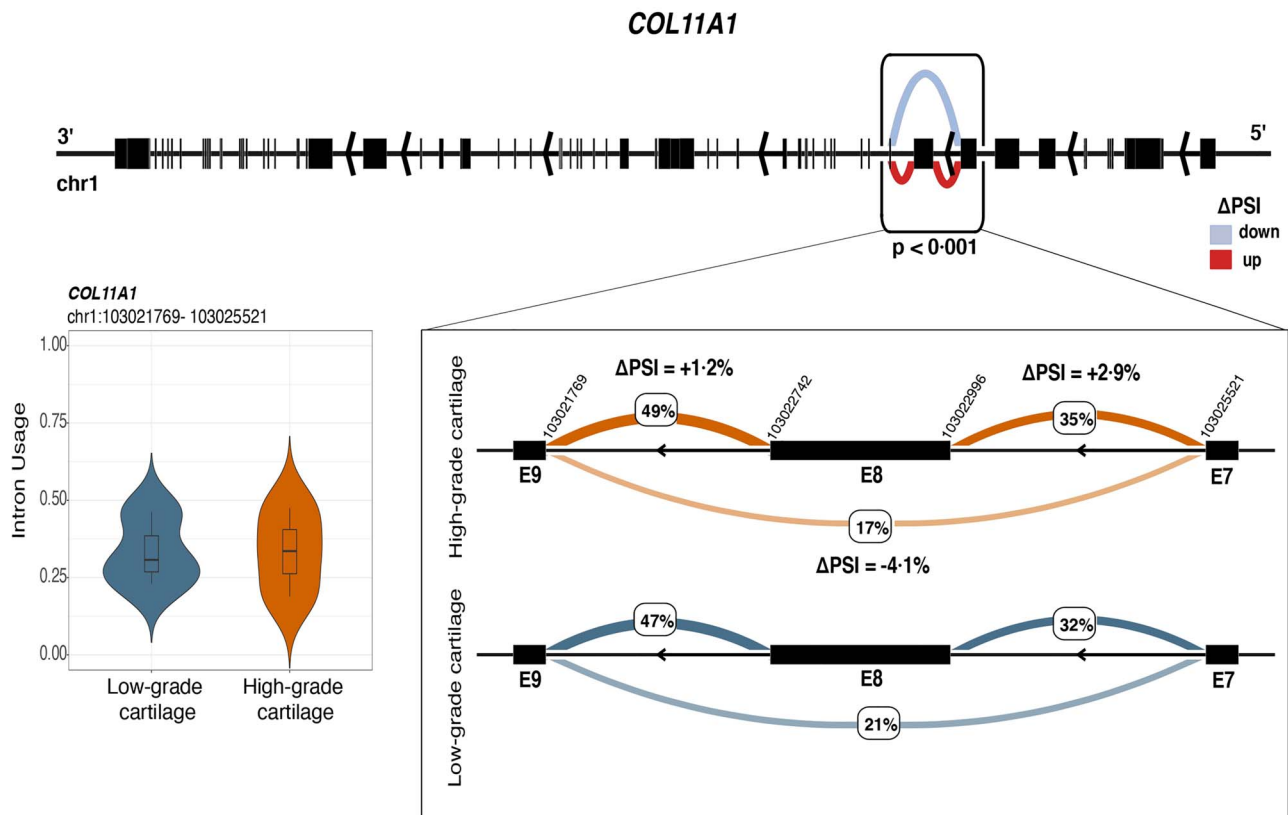 COL11A1
3'
5'
chr1
ΔPSI
down
up
p < 0·001
COL11A1
chr1:103021769- 103025521
Intron Usage
1.00
0.75
0.50
0.25
0.00
Low-grade
cartilage
High-grade
cartilage
High-grade cartilage
ΔPSI = +1·2%
ΔPSI = +2·9%
103021769
103022742
103022996
103025521
49%
35%
E9
E8
E7
17%
ΔPSI = -4·1%
Low-grade cartilage
47%
32%
E9
E8
E7
21%